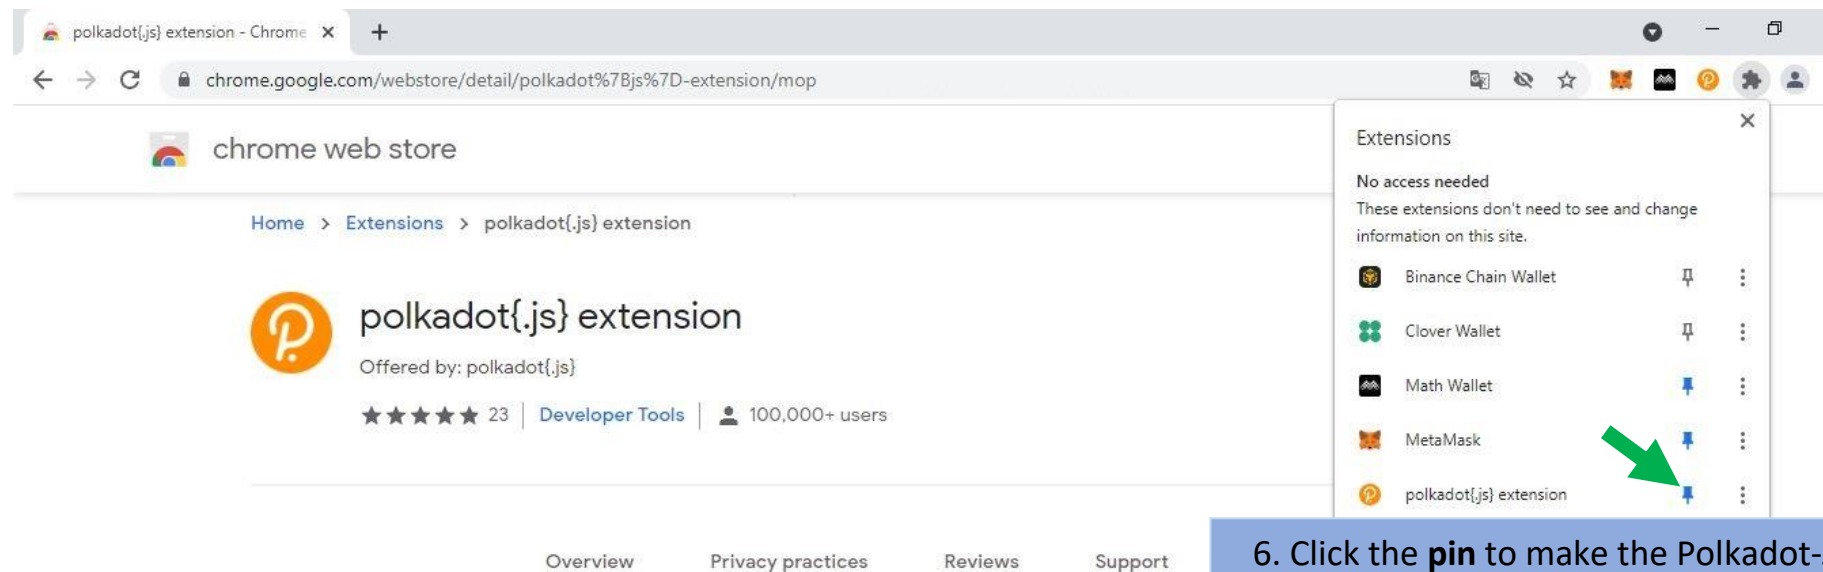 polkadot{.js} extension - Chrome
chrome.google.com/webstore/detail/polkadot%7Bjs%7D-extension/mop
chrome web store
Home > Extensions > polkadot{.js} extension
polkadot{.js} extension
Offered by: polkadot{.js}
★★★★★ 23 | Developer Tools | 100,000+ users
Overview Privacy practices Reviews Support
Extensions
No access needed
These extensions don't need to see and change
information on this site.
Binance Chain Wallet
Clover Wallet
Math Wallet
MetaMask
polkadot{.js} extension
6. Click the pin to make the Polkadot-